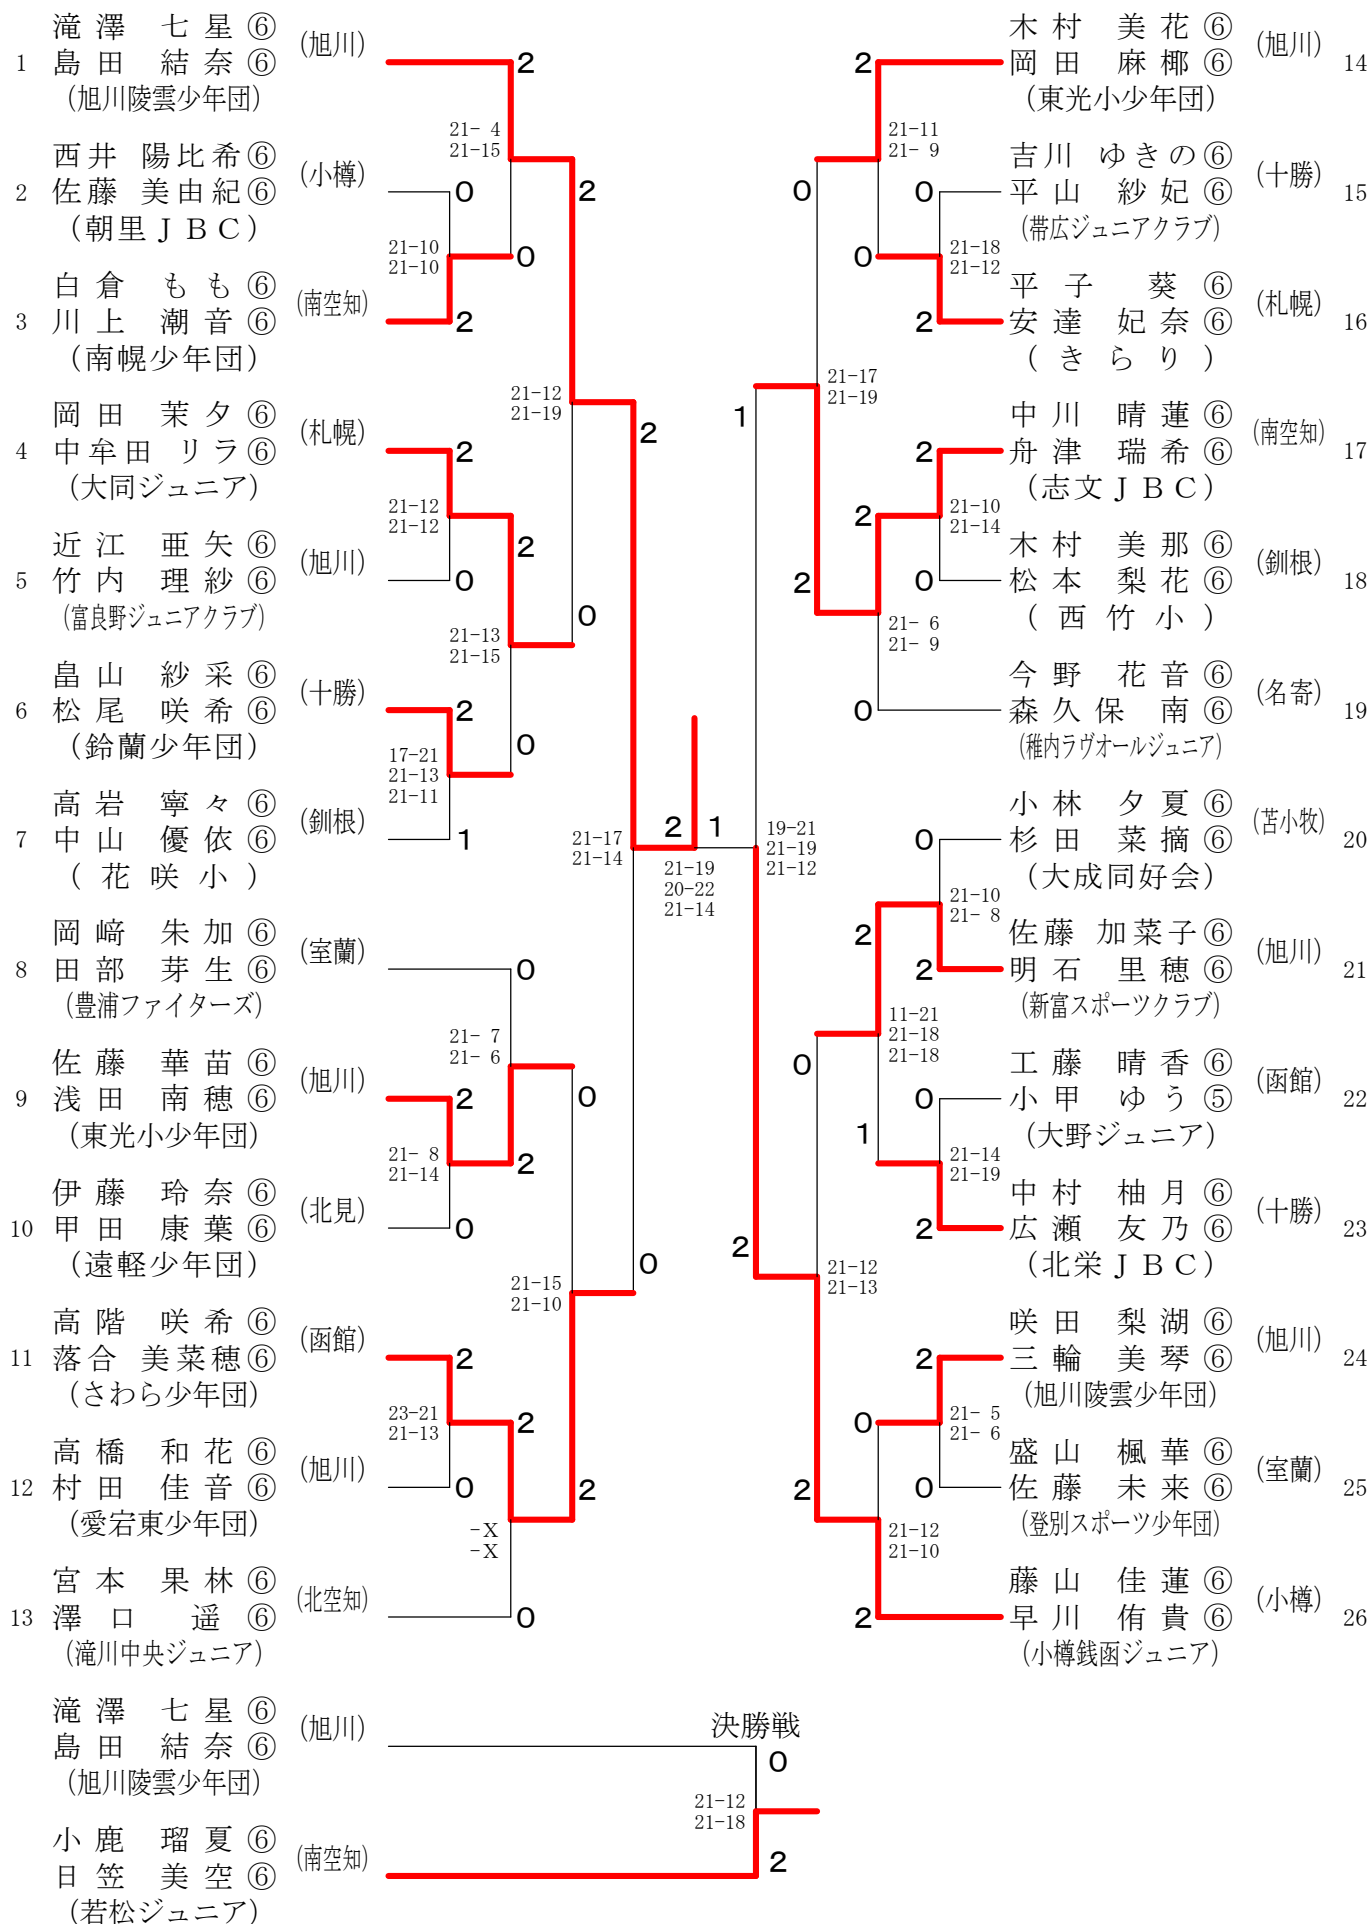 滝澤 七星⑥
1 島田 結奈⑥ (旭川)
(旭川陵雲少年団)
2
21- 4
21-15
西井 陽比希⑥
2 佐藤 美由紀⑥ (小樽)
(朝里ＪＢＣ)
0
2
21-10
21-10
0
白倉 もも⑥
3 川上 潮音⑥ (南空知)
(南幌少年団)
2
21-12
21-19
2
岡田 茉夕⑥
4 中牟田 リラ⑥ (札幌)
(大同ジュニア)
2
21-12
21-12
2
近江 亜矢⑥
5 竹内 理紗⑥ (旭川)
(富良野ジュニアクラブ)
0
0
21-13
21-15
畠山 紗采⑥
6 松尾 咲希⑥ (十勝)
(鈴蘭少年団)
2
0
17-21
21-13
21-11
高岩 寧々⑥
7 中山 優依⑥ (釧根)
(花咲小)
1
21-17
21-14
2
1
21-19
20-22
21-14
岡﨑 朱加⑥
8 田部 芽生⑥ (室蘭)
(豊浦ファイターズ)
0
21- 7
21- 6
佐藤 華苗⑥
9 浅田 南穂⑥ (旭川)
(東光小少年団)
2
0
21- 8
21-14
2
伊藤 玲奈⑥
10 甲田 康葉⑥ (北見)
(遠軽少年団)
0
0
21-15
21-10
高階 咲希⑥
11 落合 美菜穂⑥ (函館)
(さわら少年団)
2
23-21
21-13
2
高橋 和花⑥
12 村田 佳音⑥ (旭川)
(愛宕東少年団)
0
2
-X
-X
宮本 果林⑥
13 澤口 遥⑥ (北空知)
(滝川中央ジュニア)
0
木村 美花⑥
岡田 麻椰⑥ (旭川) 14
(東光小少年団)
2
21-11
21- 9
吉川 ゆきの⑥
平山 紗妃⑥ (十勝) 15
(帯広ジュニアクラブ)
0
0
21-18
21-12
0
平子 葵⑥
安達 妃奈⑥ (札幌) 16
(きらり)
2
21-17
21-19
1
中川 晴蓮⑥
舟津 瑞希⑥ (南空知) 17
(志文ＪＢＣ)
2
21-10
21-14
2
木村 美那⑥
松本 梨花⑥ (釧根) 18
(西竹小)
0
2
21- 6
21- 9
今野 花音⑥
森久保 南⑥ (名寄) 19
(稚内ラヴオールジュニア)
0
19-21
21-19
21-12
小林 夕夏⑥
杉田 菜摘⑥ (苫小牧) 20
(大成同好会)
0
21-10
21- 8
2
佐藤 加菜子⑥
明石 里穂⑥ (旭川) 21
(新富スポーツクラブ)
2
11-21
21-18
21-18
0
工藤 晴香⑥
小甲 ゆう⑤ (函館) 22
(大野ジュニア)
0
1
21-14
21-19
中村 柚月⑥
広瀬 友乃⑥ (十勝) 23
(北栄ＪＢＣ)
2
2
21-12
21-13
咲田 梨湖⑥
三輪 美琴⑥ (旭川) 24
(旭川陵雲少年団)
2
0
21- 5
21- 6
盛山 楓華⑥
佐藤 未来⑥ (室蘭) 25
(登別スポーツ少年団)
0
2
21-12
21-10
藤山 佳蓮⑥
早川 侑貴⑥ (小樽) 26
(小樽銭函ジュニア)
2
滝澤 七星⑥
島田 結奈⑥ (旭川)
(旭川陵雲少年団)
決勝戦
0
21-12
21-18
小鹿 瑠夏⑥
日笠 美空⑥ (南空知)
(若松ジュニア)
2